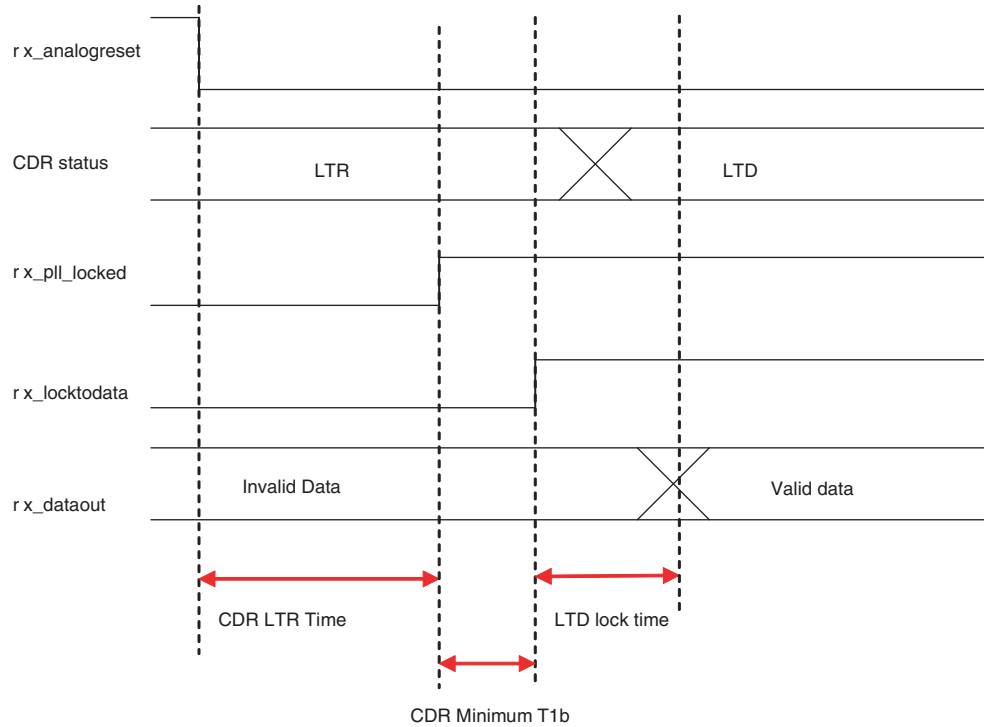 r x_analogreset
CDR status
LTR
LTD
r x_pll_locked
r x_locktodata
r x_dataout
Invalid Data
Valid data
CDR LTR Time
LTD lock time
CDR Minimum T1b